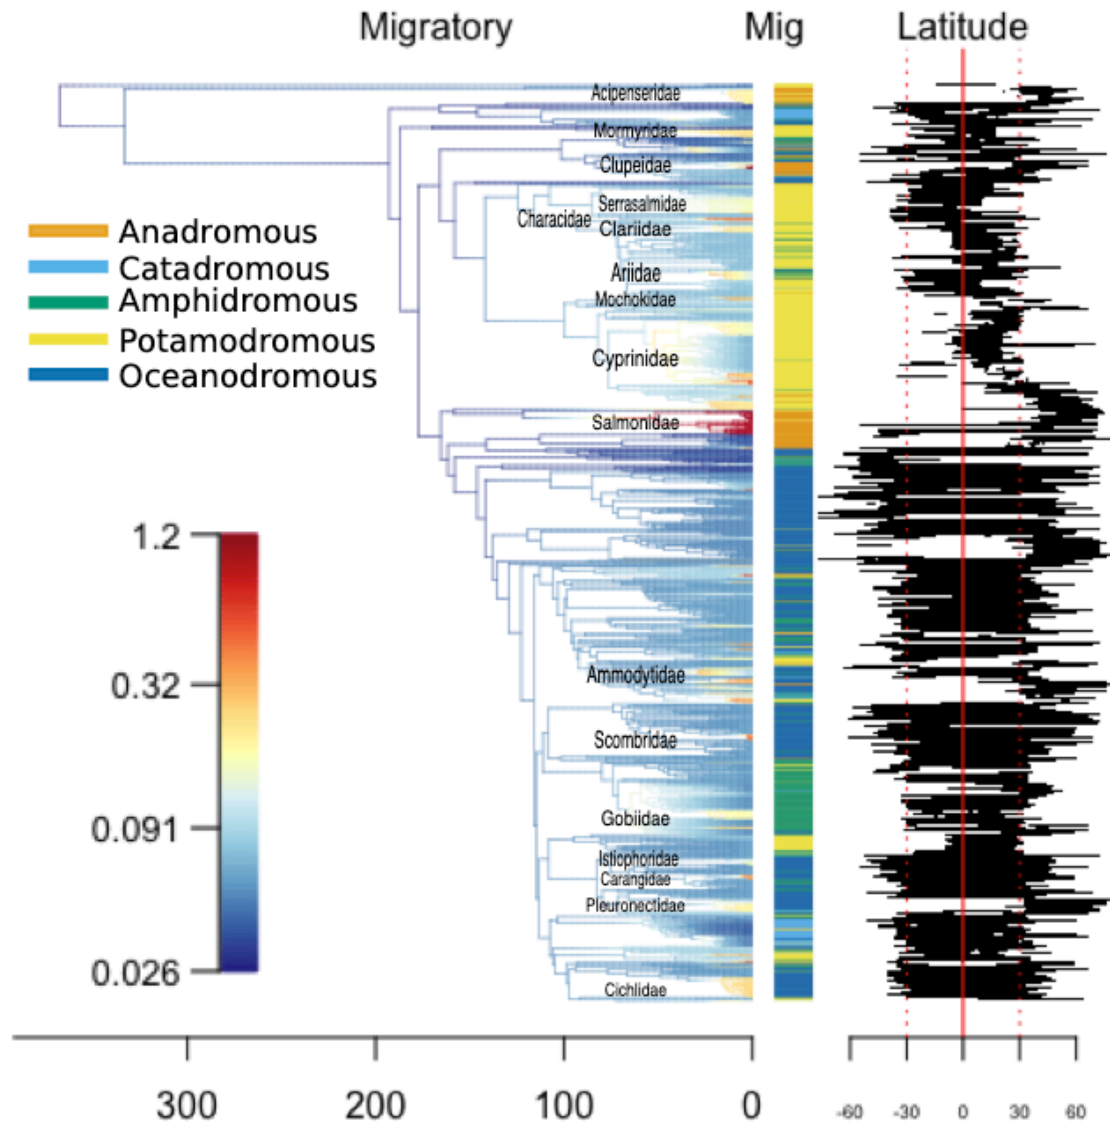 Migratory Mig Latitude
Acipenseridae
Mormyridae
Clupeidae
Serrasalmidae
Characidae
Clariidae
Anadromous
Catadromous
Ariidae
Amphidromous
Mochokidae
Potamodromous
Cyprinidae
Oceanodromous
Salmonidae
1.2
0.32
Ammodytidae
Scombridae
0.091
Gobiidae
Istiophoridae
Carangidae
Pleuronectidae
0.026
Cichlidae
300 200 100 0 -60 -30 0 30 60